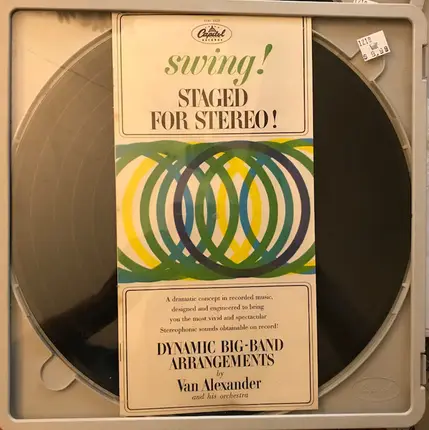 Capitol
RECORDS
swing!
STAGED
FOR STEREO!
A dramatic concept in recorded music,
designed and engineered to bring
you the most vivid and spectacular
Stereophonic sounds obtainable on record!
DYNAMIC BIG-BAND
ARRANGEMENTS
by
Van Alexander
and his orchestra